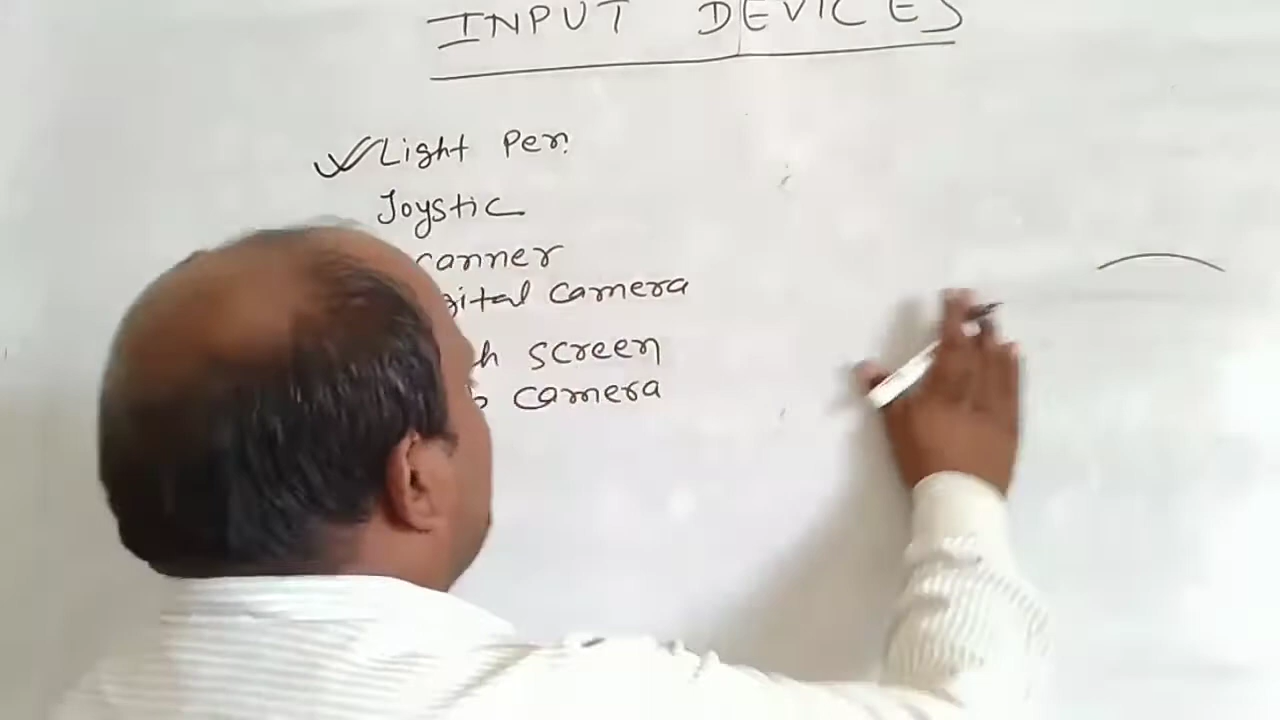 INPUT DEVICES
Light Pen
Joystic
canner
gital camera
h screen
b camera